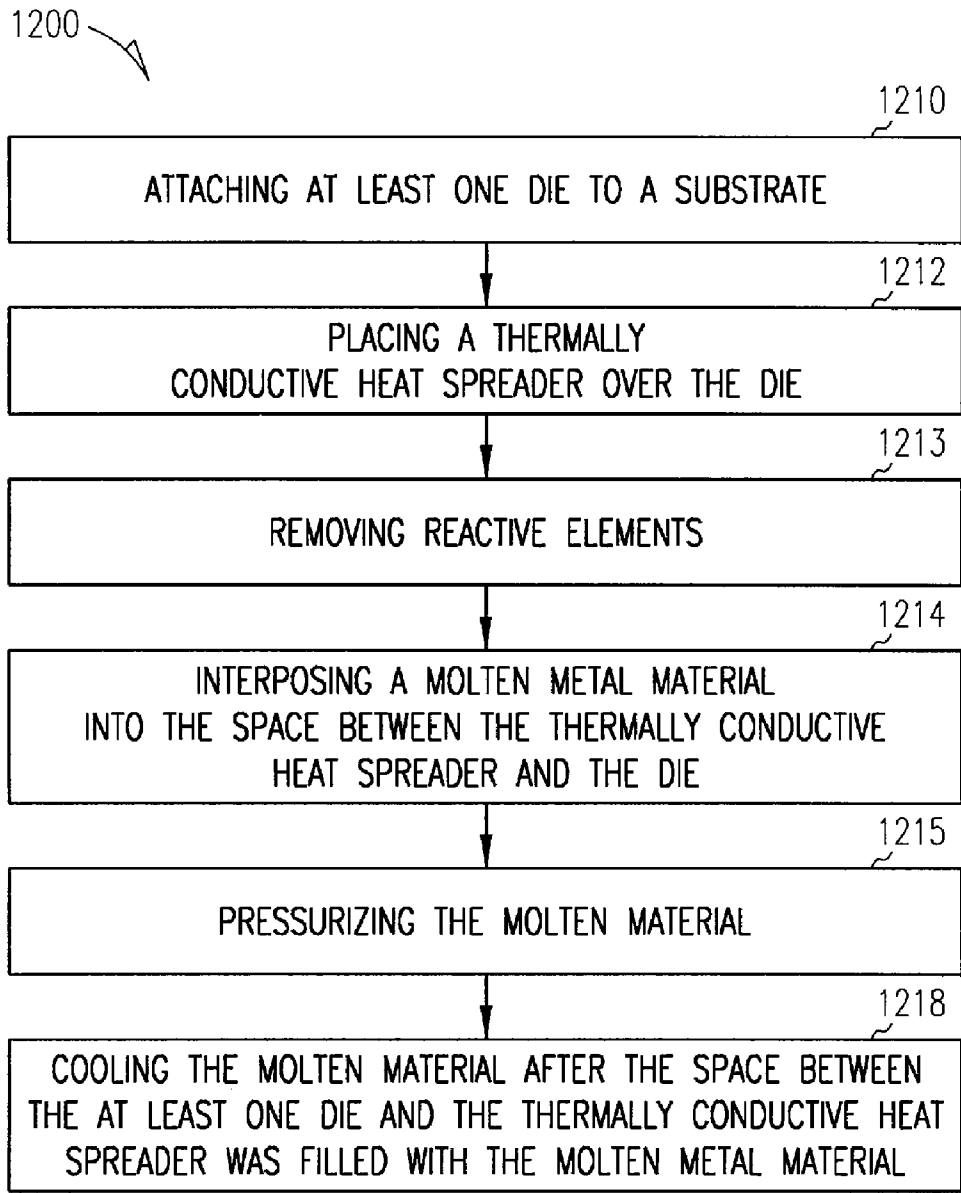 1200
1210
ATTACHING AT LEAST ONE DIE TO A SUBSTRATE
1212
PLACING A THERMALLY
CONDUCTIVE HEAT SPREADER OVER THE DIE
1213
REMOVING REACTIVE ELEMENTS
1214
INTERPOSING A MOLTEN METAL MATERIAL
INTO THE SPACE BETWEEN THE THERMALLY CONDUCTIVE
HEAT SPREADER AND THE DIE
1215
PRESSURIZING THE MOLTEN MATERIAL
1218
COOLING THE MOLTEN MATERIAL AFTER THE SPACE BETWEEN
THE AT LEAST ONE DIE AND THE THERMALLY CONDUCTIVE HEAT
SPREADER WAS FILLED WITH THE MOLTEN METAL MATERIAL